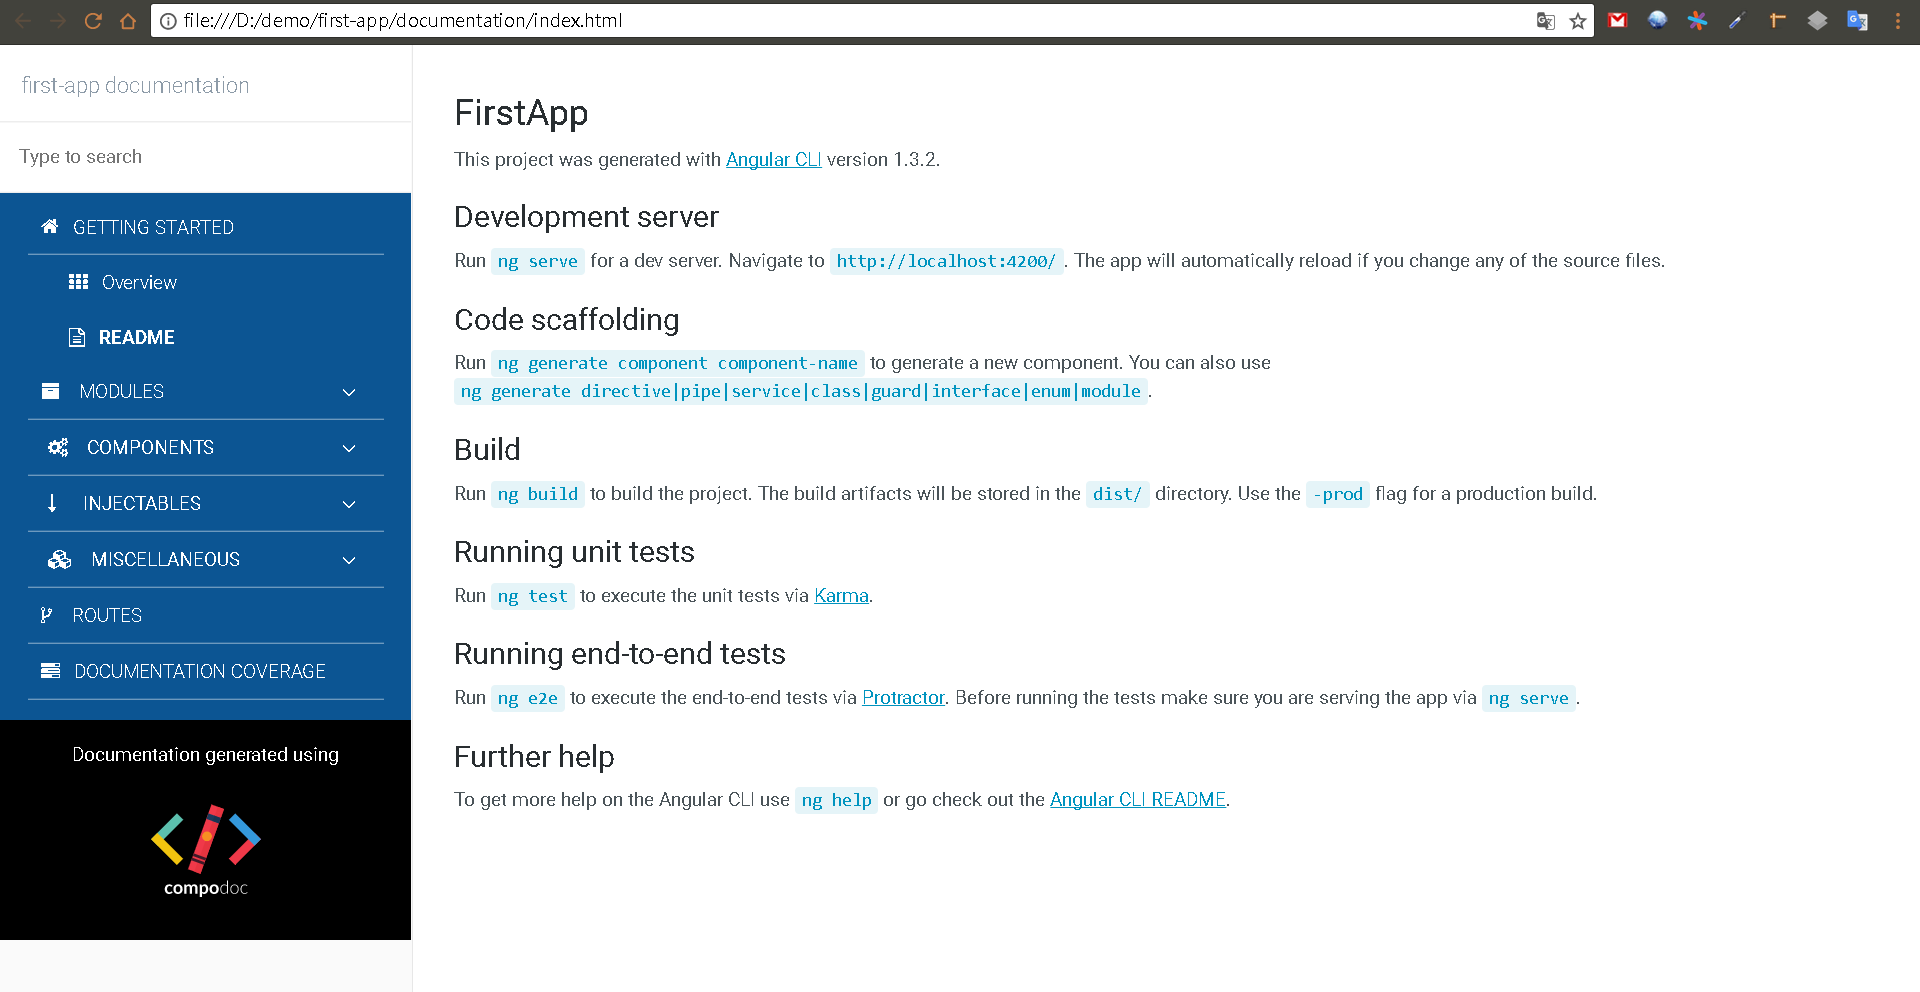 file:///D:/demo/first-app/documentation/index.html
first-app documentation
Type to search
GETTING STARTED
Overview
README
MODULES
COMPONENTS
INJECTABLES
MISCELLANEOUS
ROUTES
DOCUMENTATION COVERAGE
Documentation generated using
compodoc
FirstApp
This project was generated with Angular CLI version 1.3.2.
Development server
Run ng serve for a dev server. Navigate to http://localhost:4200/ . The app will automatically reload if you change any of the source files.
Code scaffolding
Run ng generate component component-name to generate a new component. You can also use
ng generate directive|pipe|service|class|guard|interface|enum|module .
Build
Run ng build to build the project. The build artifacts will be stored in the dist/ directory. Use the -prod flag for a production build.
Running unit tests
Run ng test to execute the unit tests via Karma.
Running end-to-end tests
Run ng e2e to execute the end-to-end tests via Protractor. Before running the tests make sure you are serving the app via ng serve .
Further help
To get more help on the Angular CLI use ng help or go check out the Angular CLI README.